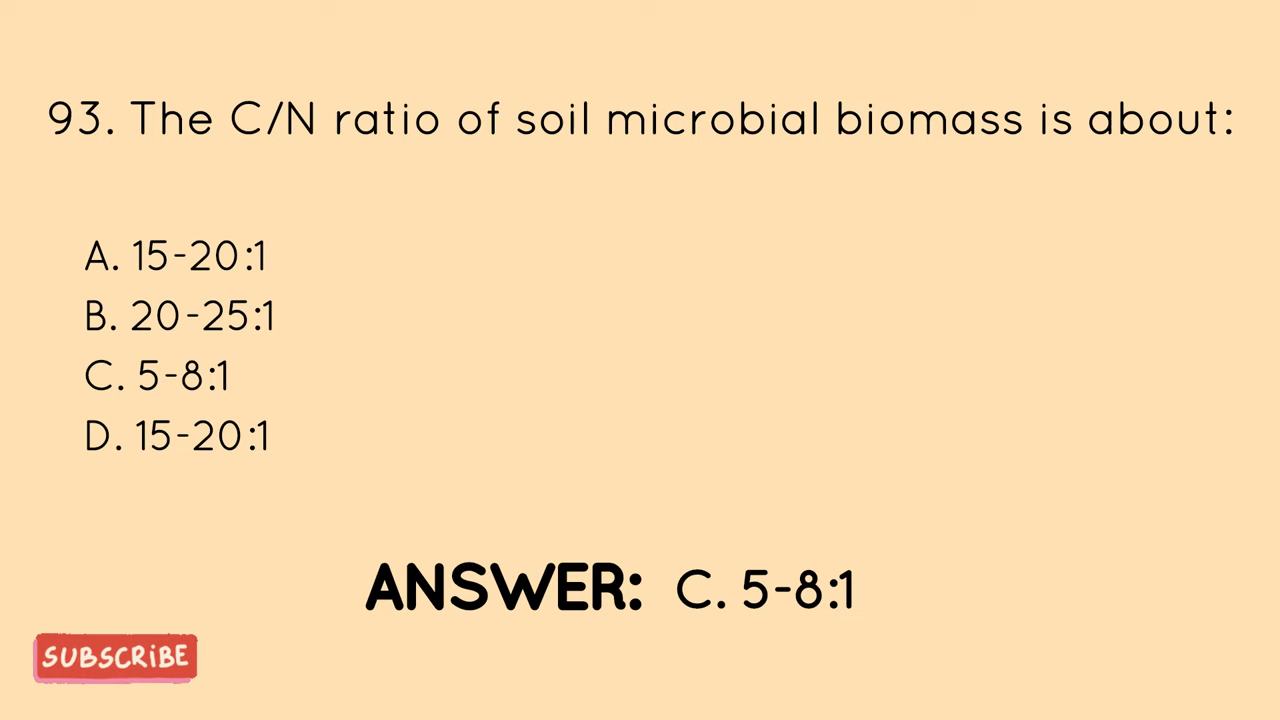 93. The C/N ratio of soil microbial biomass is about:
A. 15-20:1
B. 20-25:1
C. 5-8:1
D. 15-20:1
ANSWER: C. 5-8:1
SUBSCRiBE